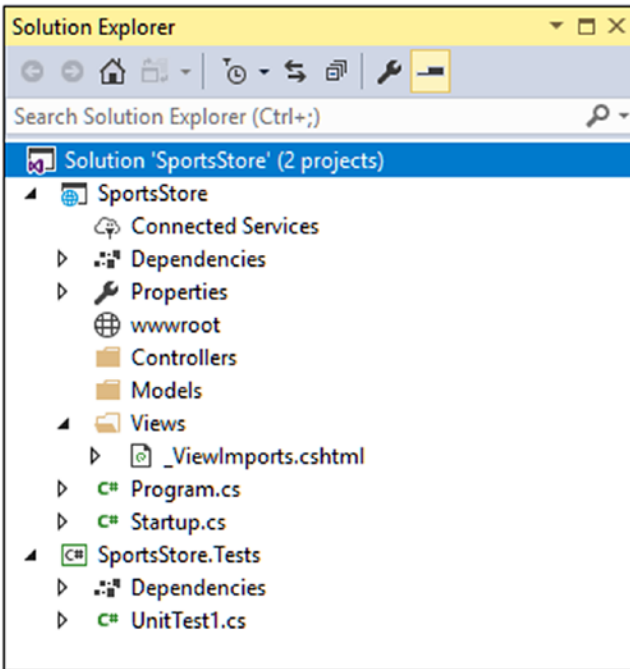 Solution Explorer
Search Solution Explorer (Ctrl+;)
Solution 'SportsStore' (2 projects)
SportsStore
Connected Services
Dependencies
Properties
wwwroot
Controllers
Models
Views
_ViewImports.cshtml
C# Program.cs
C# Startup.cs
C# SportsStore.Tests
Dependencies
C# UnitTest1.cs